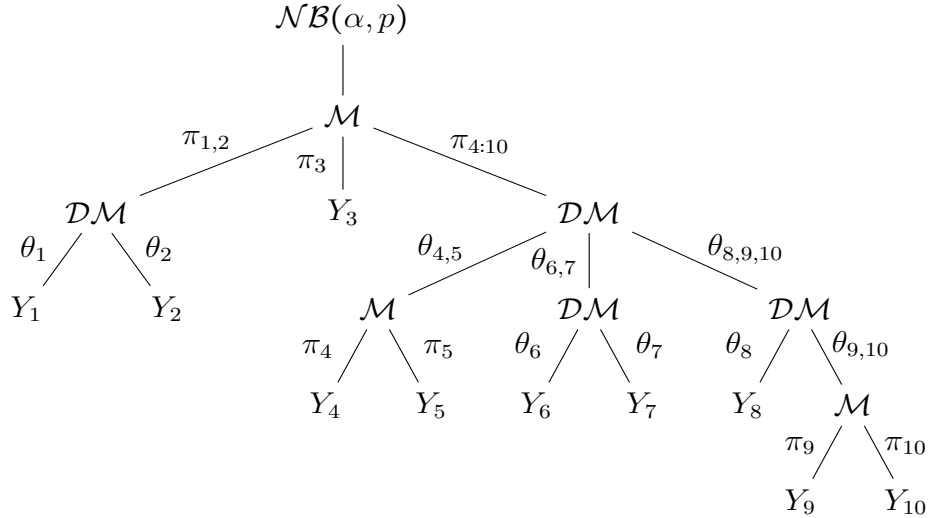 𝒩ℬ(α, p)
ℳ
π₁,₂ π₃ π₄:₁₀
𝒟ℳ Y₃ 𝒟ℳ
θ₁ θ₂ θ₄,₅ θ₆,₇ θ₈,₉,₁₀
Y₁ Y₂ ℳ 𝒟ℳ 𝒟ℳ
π₄ π₅ θ₆ θ₇ θ₈ θ₉,₁₀
Y₄ Y₅ Y₆ Y₇ Y₈ ℳ
π₉ π₁₀
Y₉ Y₁₀